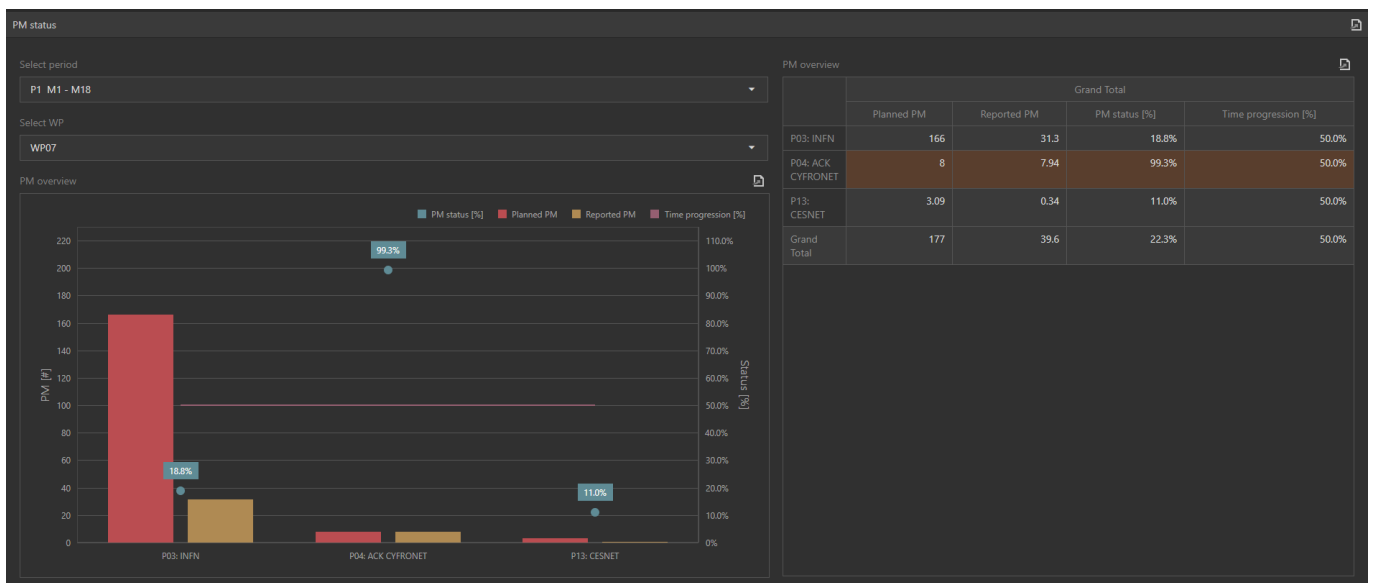 PM status
Select period
P1 M1 - M18
Select WP
WP07
PM overview
PM status [%] Planned PM Reported PM Time progression [%]
220 110.0%
99.3%
200 100%
180 90.0%
160 80.0%
140 70.0%
120 60.0%
100 50.0%
80 40.0%
60 30.0%
18.8%
40 20.0%
11.0%
20 10.0%
0 0%
PM [#]
Status [%]
P03: INFN P04: ACK CYFRONET P13: CESNET
PM overview
Grand Total
Planned PM Reported PM PM status [%] Time progression [%]
P03: INFN 166 31.3 18.8% 50.0%
P04: ACK 8 7.94 99.3% 50.0%
CYFRONET
P13: 3.09 0.34 11.0% 50.0%
CESNET
Grand 177 39.6 22.3% 50.0%
Total